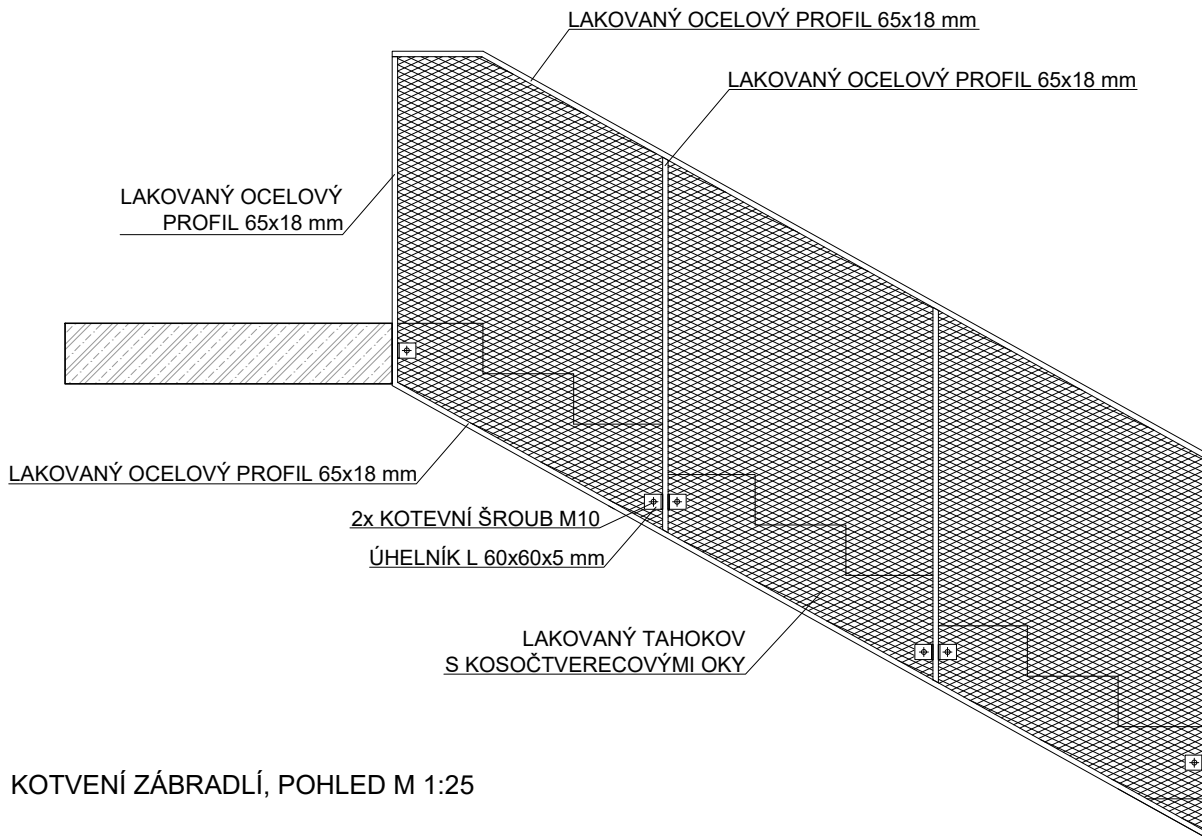 LAKOVANÝ OCELOVÝ PROFIL 65x18 mm
LAKOVANÝ OCELOVÝ PROFIL 65x18 mm
LAKOVANÝ OCELOVÝ
PROFIL 65x18 mm
LAKOVANÝ OCELOVÝ PROFIL 65x18 mm
2x KOTEVNÍ ŠROUB M10
ÚHELNÍK L 60x60x5 mm
LAKOVANÝ TAHOKOV
S KOSOČTVERECOVÝMI OKY
KOTVENÍ ZÁBRADLÍ, POHLED M 1:25